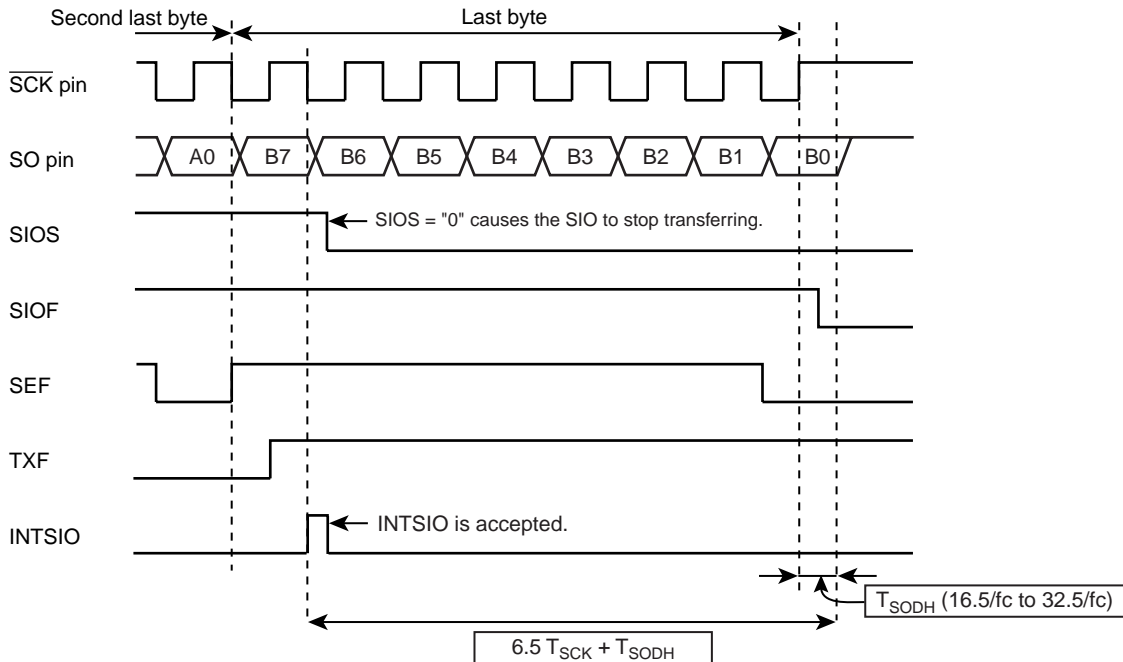 Second last byte
Last byte
SCK pin
SO pin
A0
B7
B6
B5
B4
B3
B2
B1
B0
SIOS
SIOS = "0" causes the SIO to stop transferring.
SIOF
SEF
TXF
INTSIO
INTSIO is accepted.
TSODH (16.5/fc to 32.5/fc)
6.5 TSCK + TSODH